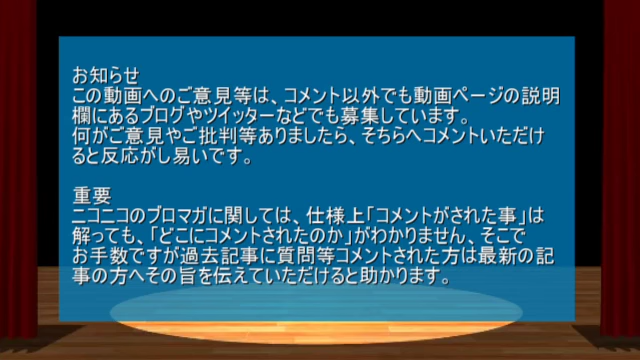 お知らせ
この動画へのご意見等は、コメント以外でも動画ページの説明
欄にあるブログやツイッターなどでも募集しています。
何がご意見やご批判等ありましたら、そちらへコメントいただけ
ると反応がし易いです。
重要
ニコニコのブロマガに関しては、仕様上「コメントがされた事」は
解っても、「どこにコメントされたのか」がわかりません、そこで
お手数ですが過去記事に質問等コメントされた方は最新の記
事の方へその旨を伝えていただけると助かります。